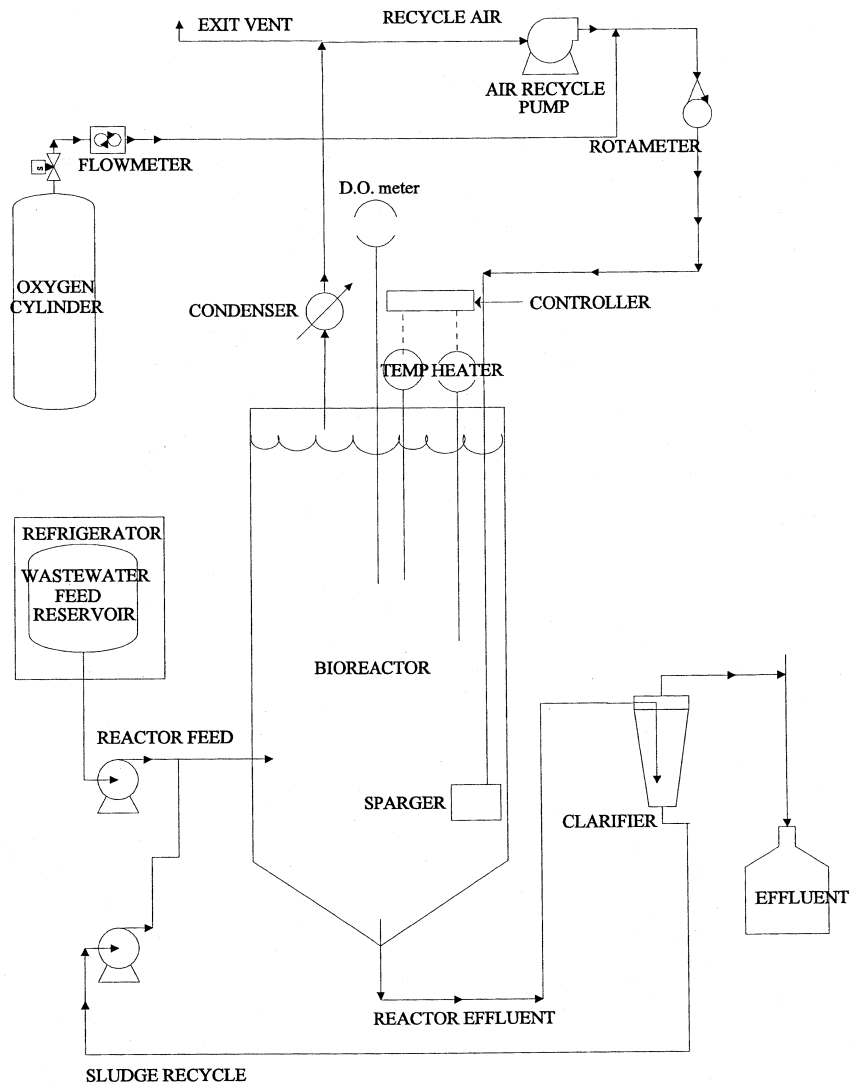 EXIT VENT
RECYCLE AIR
AIR RECYCLE
PUMP
ROTAMETER
FLOWMETER
S
D.O. meter
OXYGEN
CYLINDER
CONDENSER
CONTROLLER
TEMP
HEATER
REFRIGERATOR
WASTEWATER
FEED
RESERVOIR
BIOREACTOR
REACTOR FEED
SPARGER
CLARIFIER
EFFLUENT
REACTOR EFFLUENT
SLUDGE RECYCLE